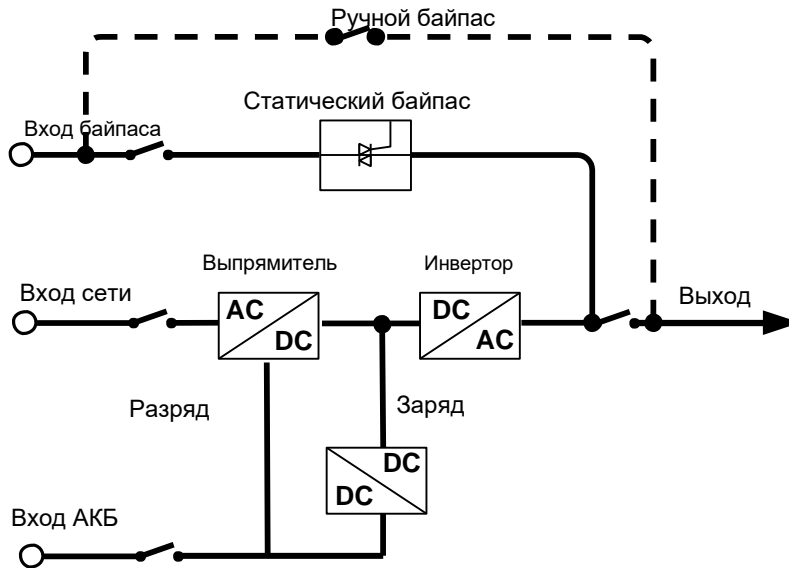 Ручной байпас
Статический байпас
Вход байпаса
Выпрямитель
Инвертор
Вход сети
Выход
AC
DC
DC
AC
Разряд
Заряд
DC
DC
Вход АКБ